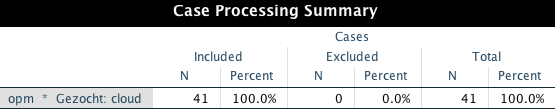 Case Processing Summary
Cases
Included Excluded Total
N Percent N Percent N Percent
opm * Gezocht: cloud 41 100.0% 0 0.0% 41 100.0%